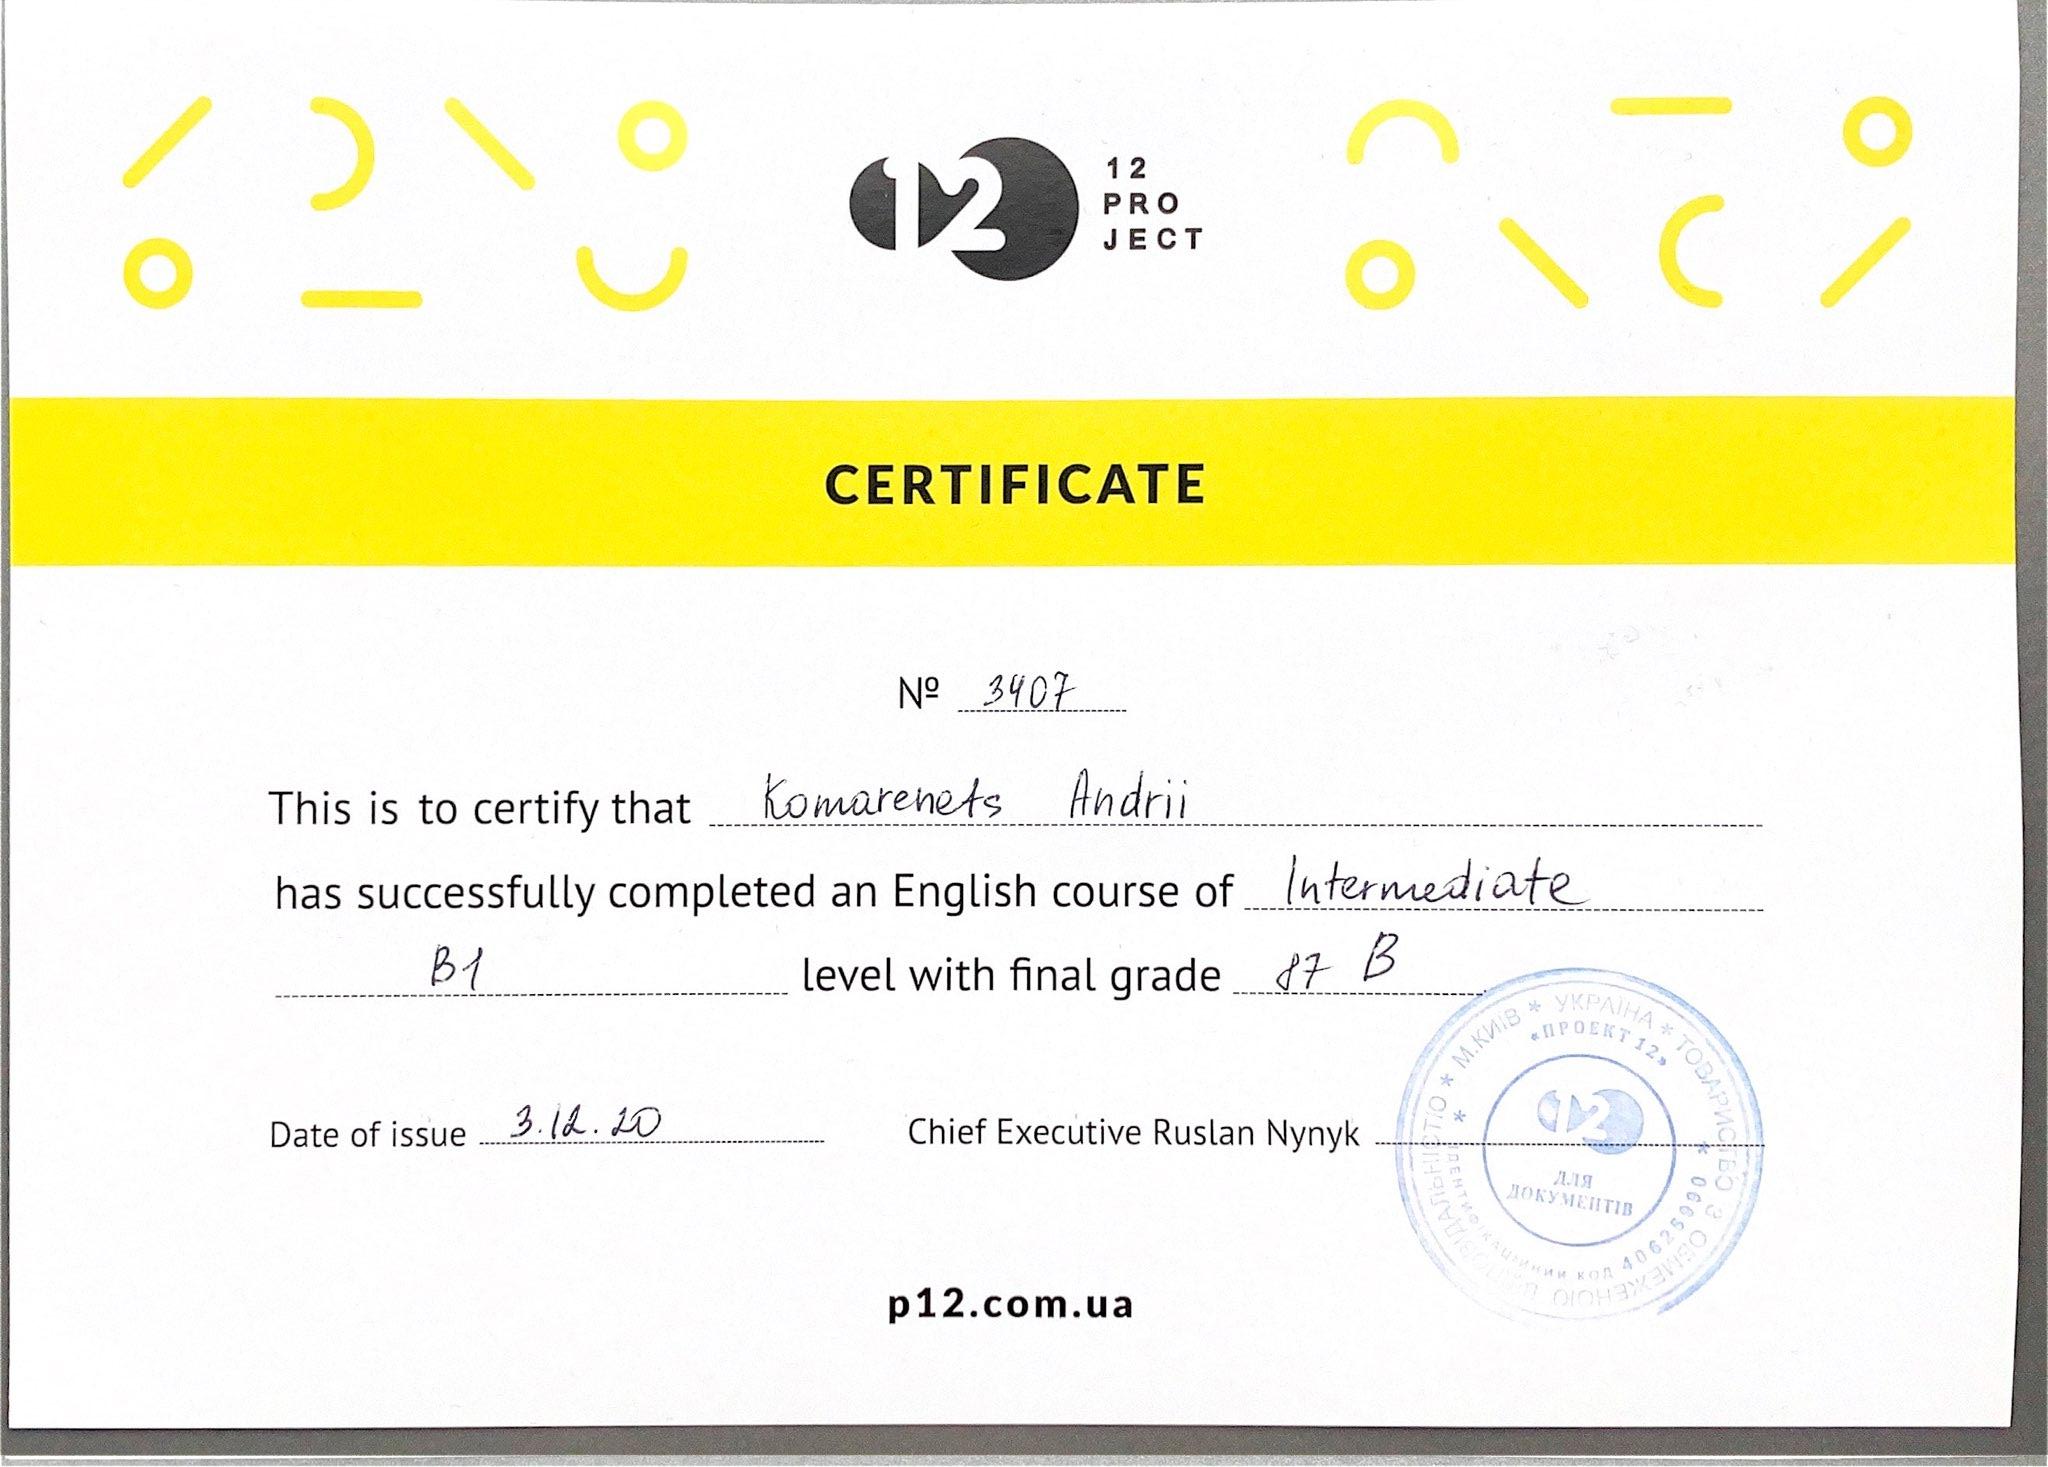 12
12
PRO
JECT
CERTIFICATE
№ 3407
This is to certify that Komarenets Andrii
has successfully completed an English course of Intermediate
B1 level with final grade 87 B
Date of issue 3.12.20 Chief Executive Ruslan Nynyk
* М.КИЇВ * УКРАЇНА * ТОВАРИСТВО З ОБМЕЖЕНОЮ ВІДПОВІДАЛЬНІСТЮ
«ПРОЕКТ 12»
* Ідентифікаційний код 40625990 *
12
ДЛЯ
ДОКУМЕНТІВ
p12.com.ua